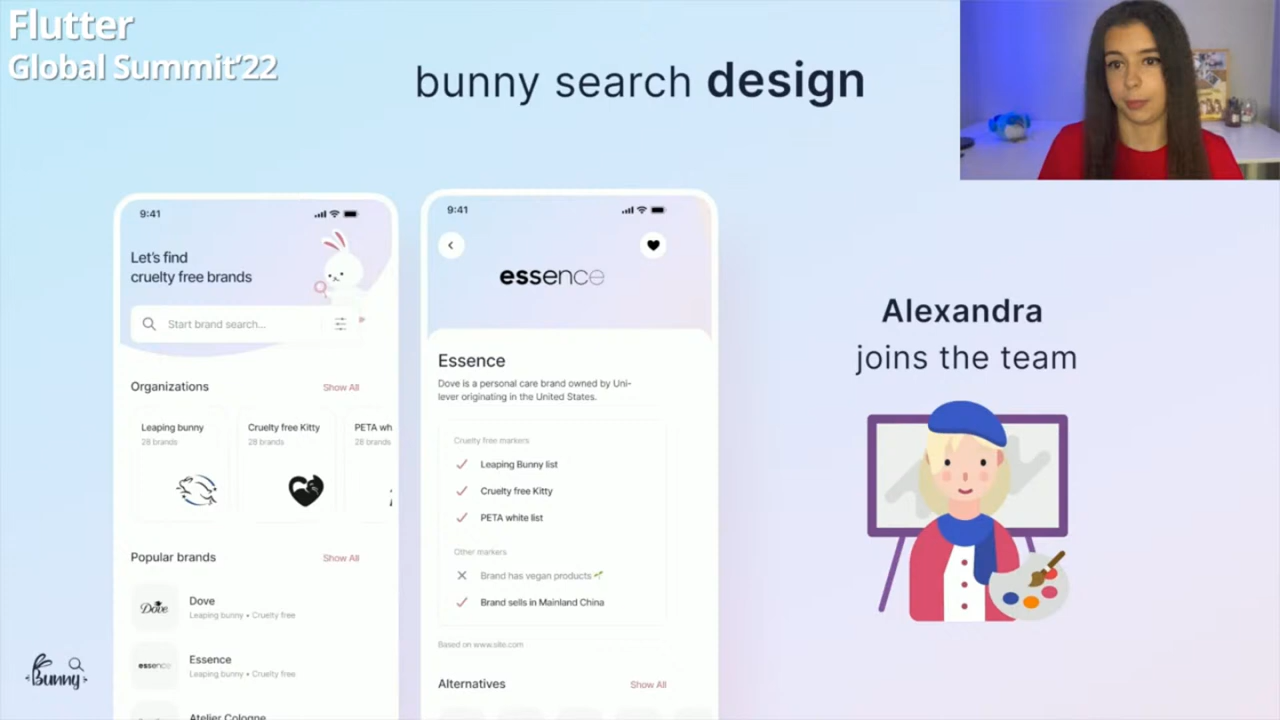 Flutter
Global Summit'22
bunny search design
9:41
Let's find
cruelty free brands
Start brand search...
Organizations
Show All
Leaping bunny
28 brands
Cruelty free Kitty
28 brands
PETA wh
28 brands
Popular brands
Show All
Dove
Dove
Leaping bunny • Cruelty free
essence
Essence
Leaping bunny • Cruelty free
Atelier Cologne
9:41
essence
Essence
Dove is a personal care brand owned by Uni-
lever originating in the United States.
Cruelty free markers
Leaping Bunny list
Cruelty free Kitty
PETA white list
Other markers
Brand has vegan products
Brand sells in Mainland China
Based on www.site.com
Alternatives
Show All
Alexandra
joins the team
Bunny